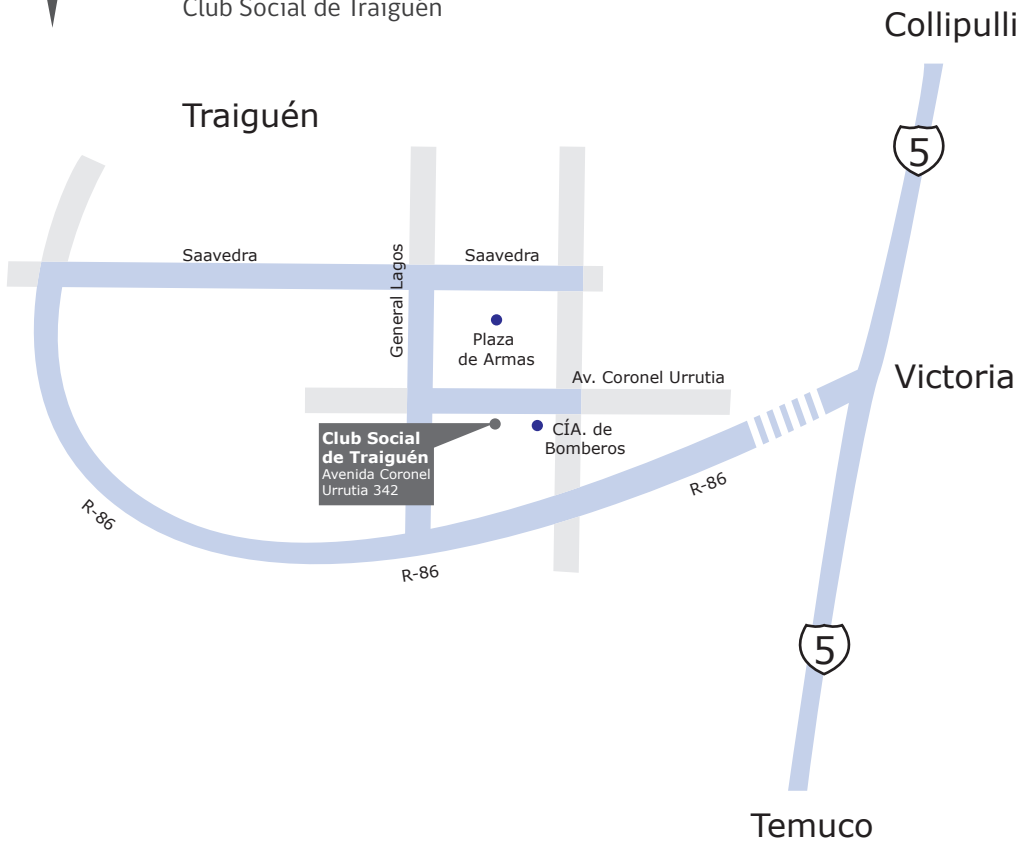 Club Social de Traiguén
Collipulli
5
Traiguén
Saavedra
Saavedra
General Lagos
Plaza
de Armas
Av. Coronel Urrutia
Victoria
Club Social
de Traiguén
Avenida Coronel
Urrutia 342
CÍA. de
Bomberos
R-86
R-86
R-86
5
Temuco